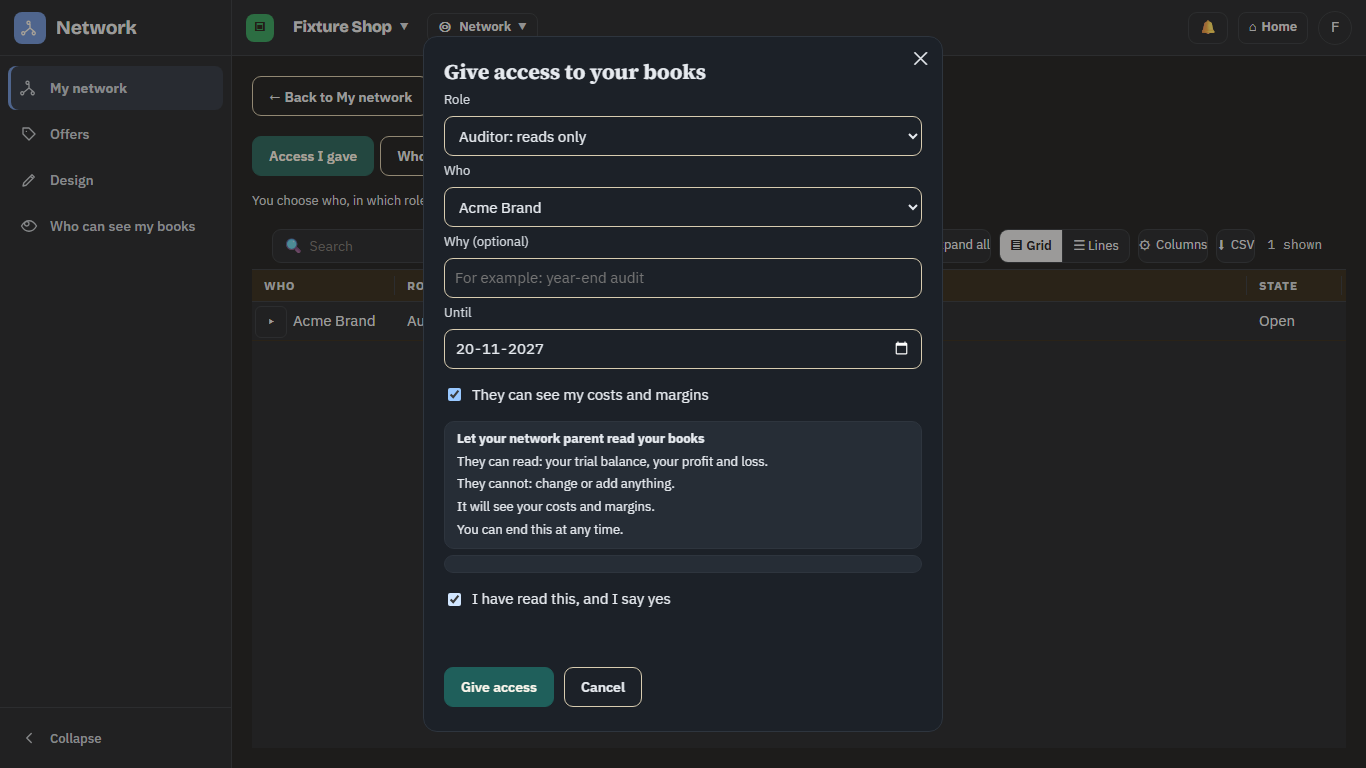 Network
Fixture Shop ▼
Network ▼
Home
F
My network
Offers
Design
Who can see my books
Collapse
← Back to My network
Access I gave
Who
You choose who, in which role
Search
pand all
Grid
Lines
Columns
CSV
1 shown
WHO
RO
STATE
Acme Brand
Au
Open
Give access to your books
Role
Auditor: reads only
Who
Acme Brand
Why (optional)
For example: year-end audit
Until
20-11-2027
They can see my costs and margins
Let your network parent read your books
They can read: your trial balance, your profit and loss.
They cannot: change or add anything.
It will see your costs and margins.
You can end this at any time.
I have read this, and I say yes
Give access
Cancel